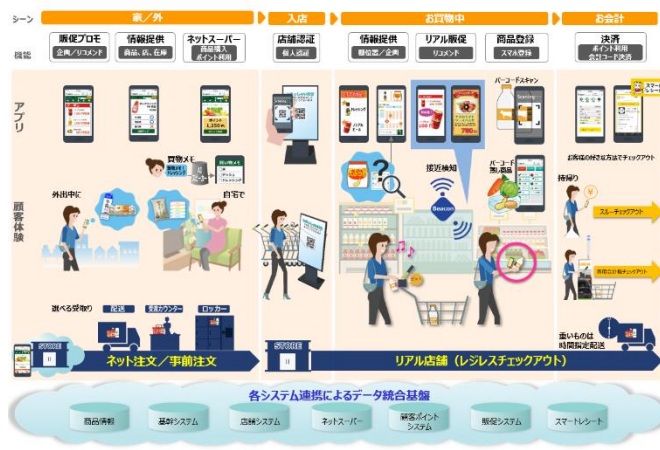 シーン
家／外
入店
お買物中
お会計
機能
販促プロモ
企画／リコメンド
情報提供
商品、店、在庫
ネットスーパー
商品購入
ポイント利用
店舗認証
個人認証
情報提供
棚位置／企画
リアル販促
リコメンド
商品登録
スマホ登録
決済
ポイント利用
会計コード決済
アプリ
バーコードスキャン
買物メモ
お客様の好きな方法でチェックアウト
顧客体験
外出中に
自宅で
接近検知
Beacon
バーコード
無い商品
持帰り
スルーチェックアウト
選べる受取り
配送
受渡カウンター
ロッカー
重いものは
時間指定配送
STORE
ネット注文／事前注文
STORE
リアル店舗（レジレスチェックアウト）
各システム連携によるデータ統合基盤
商品情報
基幹システム
店舗システム
ネットスーパー
顧客ポイント
システム
販促システム
スマートレシート